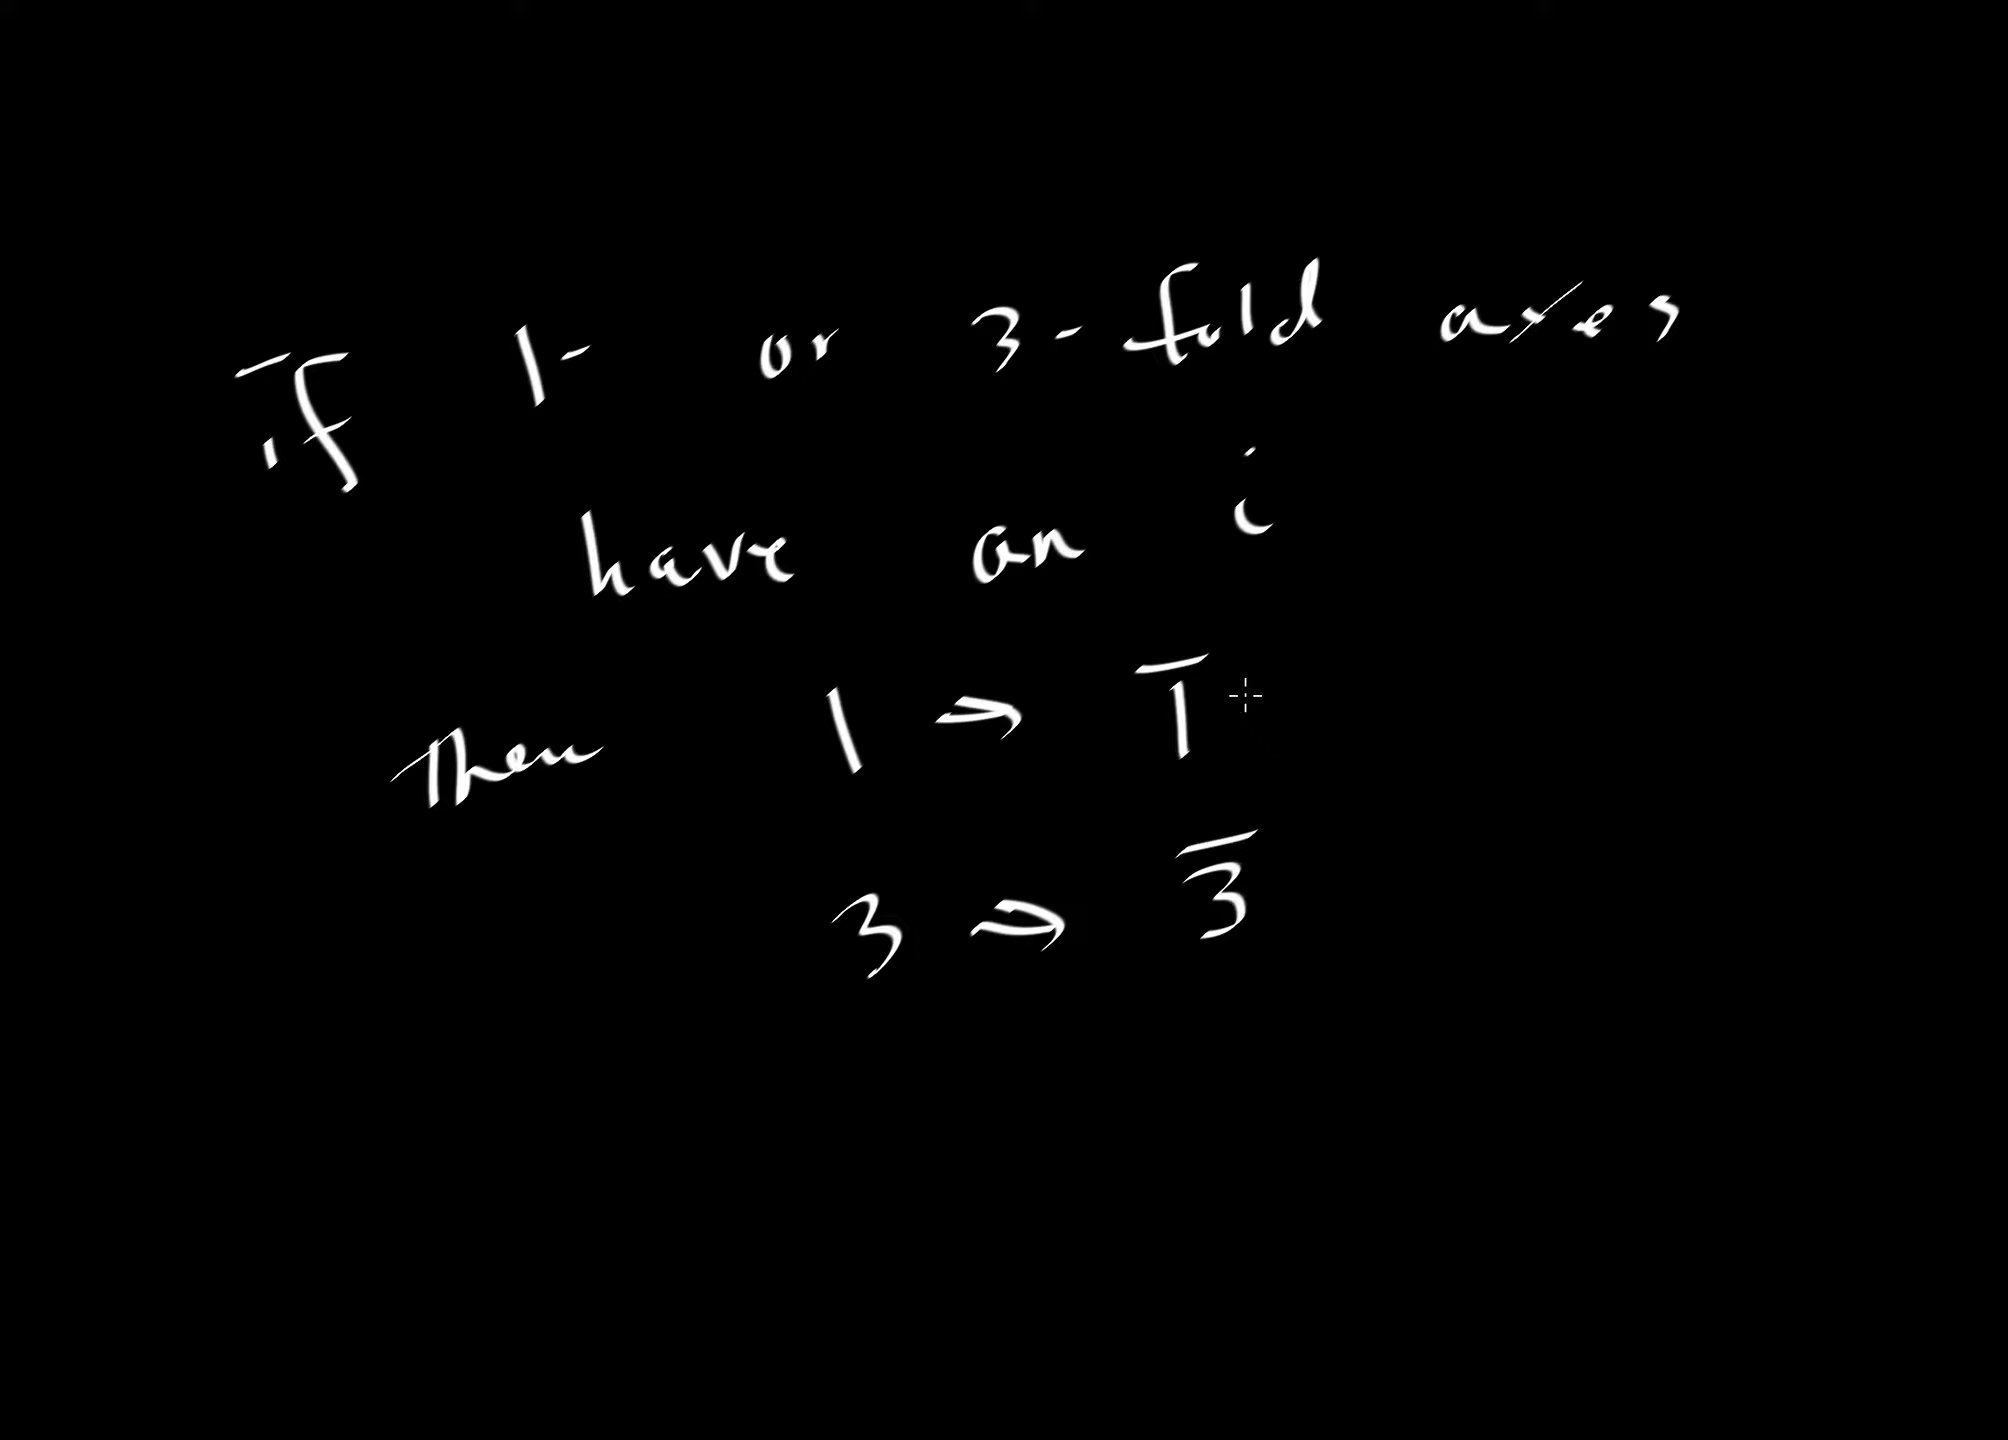 if 1- or 3-fold axes
have an i
then 1 → 1̅
3 → 3̅